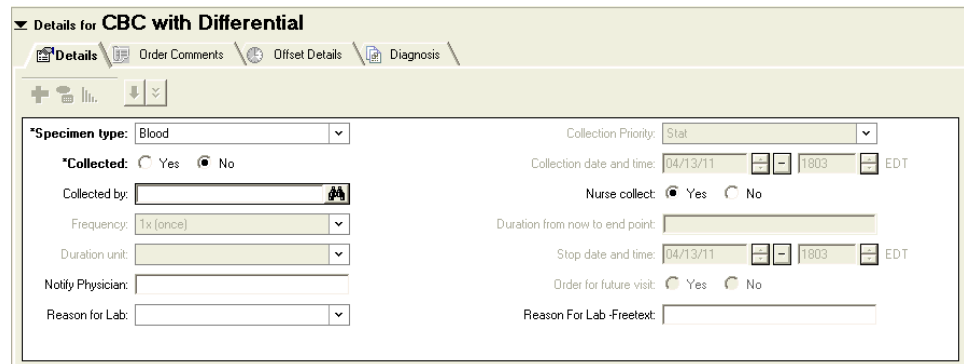 Details for CBC with Differential
Details Order Comments Offset Details Diagnosis
*Specimen type: Blood Collection Priority: Stat
*Collected: Yes No Collection date and time: 04/13/11 1803 EDT
Collected by: Nurse collect: Yes No
Frequency: 1x (once) Duration from now to end point:
Duration unit: Stop date and time: 04/13/11 1803 EDT
Notify Physician: Order for future visit: Yes No
Reason for Lab: Reason For Lab -Freetext: